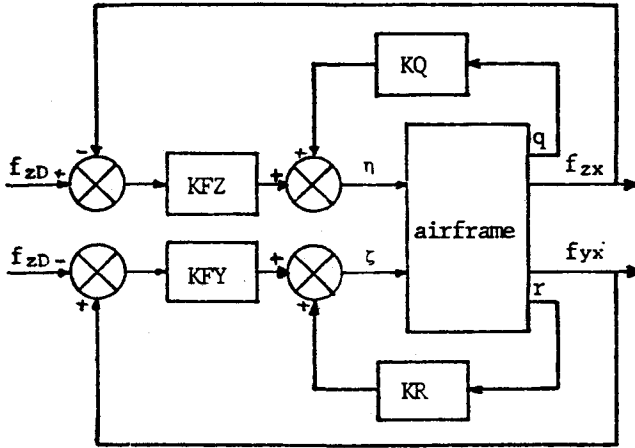 KQ
q
-
+
f_zD +
KFZ
+
η
f_zx
airframe
f_zD -
KFY
+
ζ
f_yx
+
+
r
KR